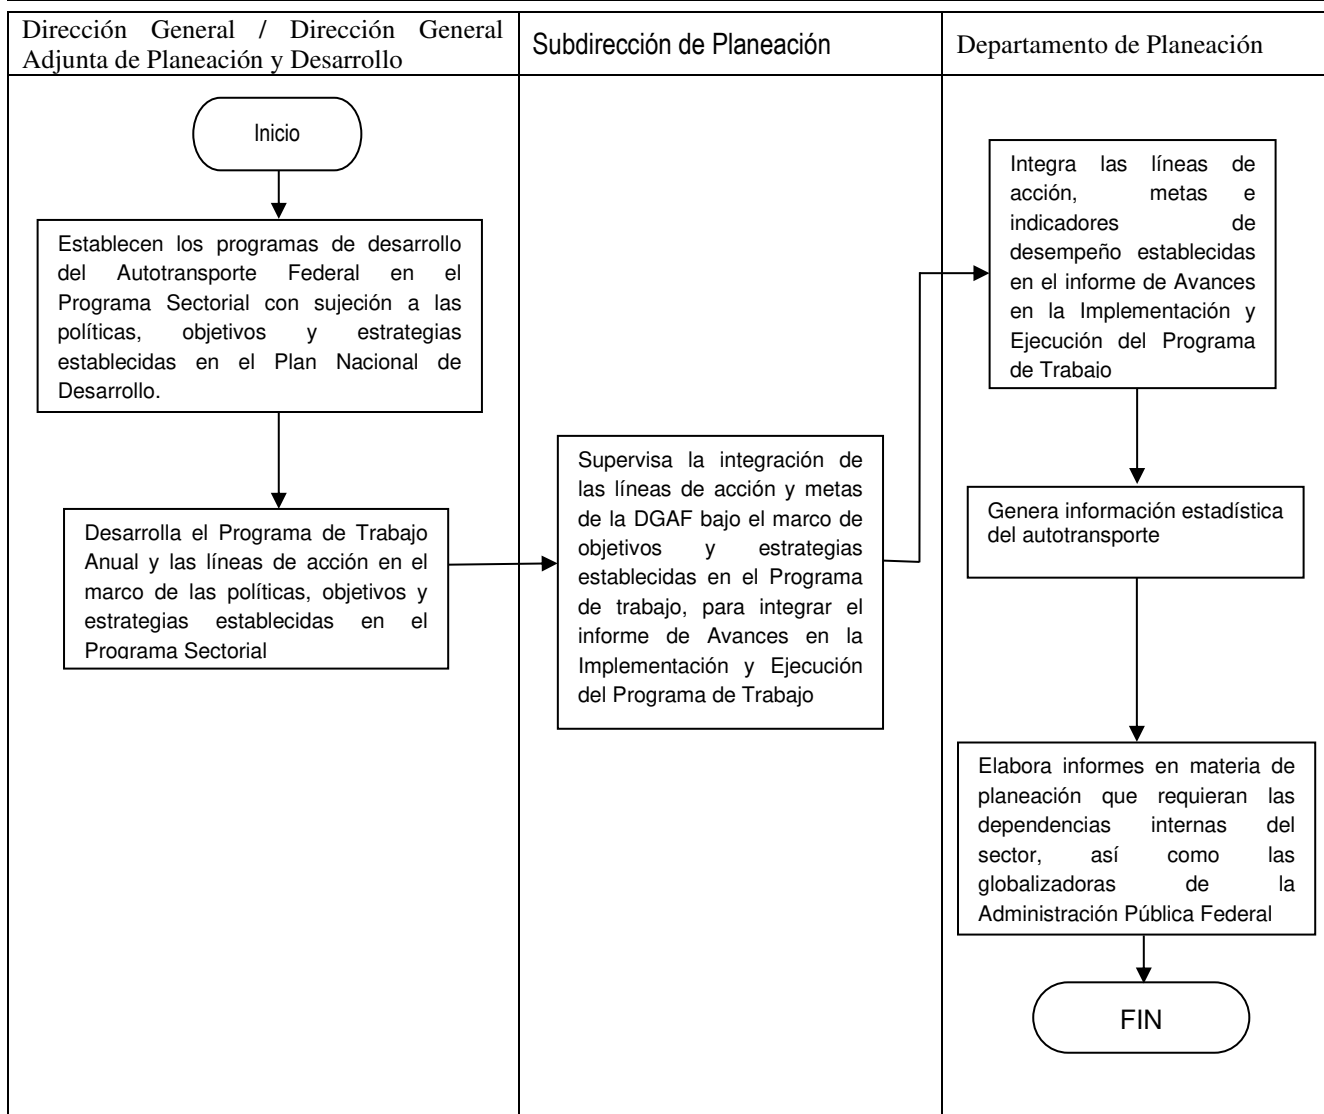 Dirección General / Dirección General
Adjunta de Planeación y Desarrollo
Subdirección de Planeación
Departamento de Planeación
Inicio
Establecen los programas de desarrollo
del Autotransporte Federal en el
Programa Sectorial con sujeción a las
políticas, objetivos y estrategias
establecidas en el Plan Nacional de
Desarrollo.
Desarrolla el Programa de Trabajo
Anual y las líneas de acción en el
marco de las políticas, objetivos y
estrategias establecidas en el
Programa Sectorial
Supervisa la integración de
las líneas de acción y metas
de la DGAF bajo el marco de
objetivos y estrategias
establecidas en el Programa
de trabajo, para integrar el
informe de Avances en la
Implementación y Ejecución
del Programa de Trabajo
Integra las líneas de
acción, metas e
indicadores de
desempeño establecidas
en el informe de Avances
en la Implementación y
Ejecución del Programa
de Trabajo
Genera información estadística
del autotransporte
Elabora informes en materia de
planeación que requieran las
dependencias internas del
sector, así como las
globalizadoras de la
Administración Pública Federal
FIN